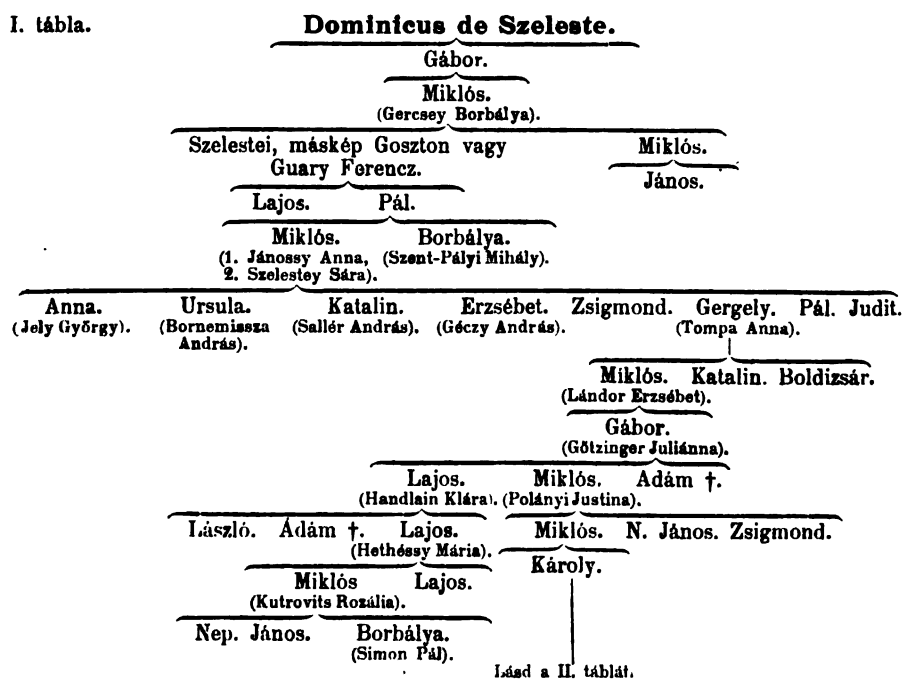 I. tábla. Dominicus de Szeleste.
Gábor.
Miklós.
(Gercsey Borbálya).
Szelestei, máskép Goszton vagy Miklós.
Guary Ferencz. János.
Lajos. Pál.
Miklós. Borbálya.
(1. Jánossy Anna, (Szent-Pályi Mihály).
2. Szelestey Sára).
Anna. Ursula. Katalin. Erzsébet. Zsigmond. Gergely. Pál. Judit.
(Jely György). (Bornemissza (Sallér András). (Géczy András). (Tompa Anna).
András).
Miklós. Katalin. Boldizsár.
(Lándor Erzsébet).
Gábor.
(Götzinger Juliánna).
Lajos. Miklós. Adám †.
(Handlain Klára). (Polányi Justina).
László. Ádám †. Lajos. Miklós. N. János. Zsigmond.
(Hethéssy Mária).
Károly.
Miklós Lajos.
(Kutrovits Rozália).
Nep. János. Borbálya.
(Simon Pál).
Lásd a II. táblát.